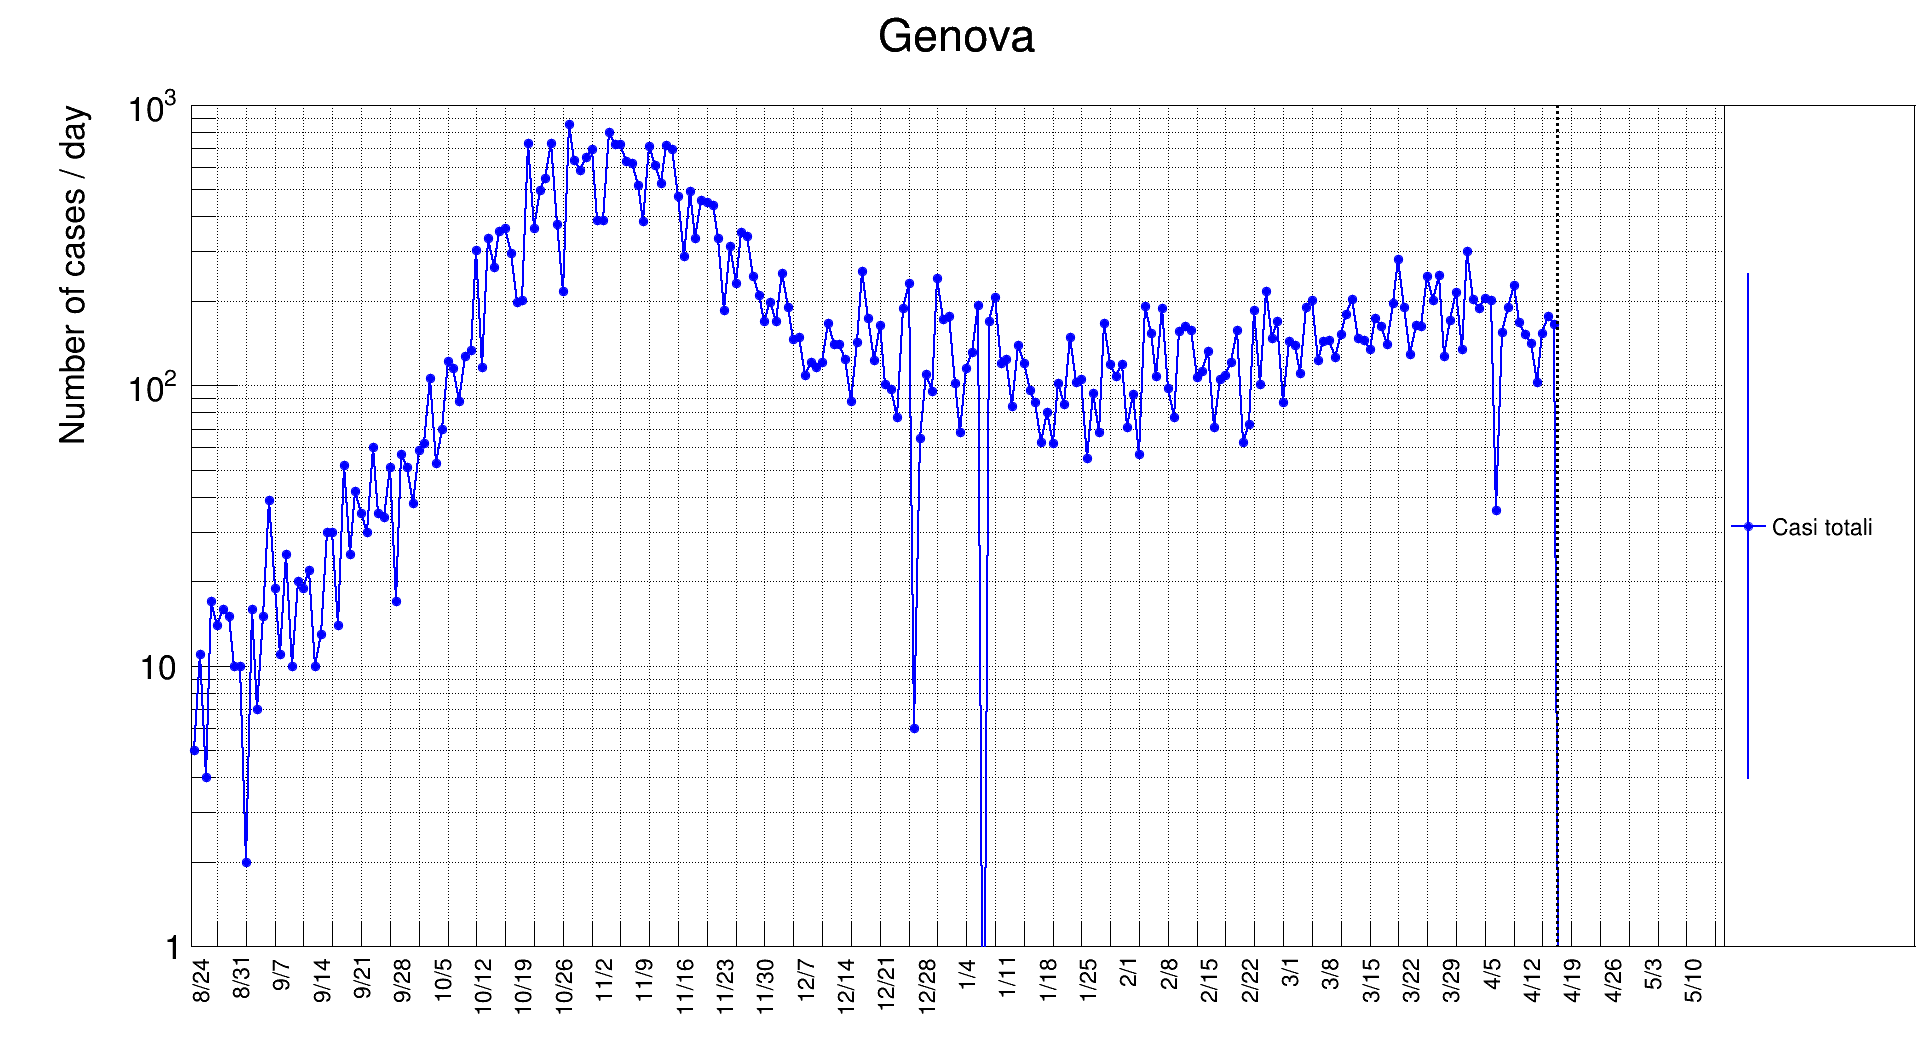 Genova
Number of cases / day
10³
10²
10
1
8/24 8/31 9/7 9/14 9/21 9/28 10/5 10/12 10/19 10/26 11/2 11/9 11/16 11/23 11/30 12/7 12/14 12/21 12/28 1/4 1/11 1/18 1/25 2/1 2/8 2/15 2/22 3/1 3/8 3/15 3/22 3/29 4/5 4/12 4/19 4/26 5/3 5/10
Casi totali